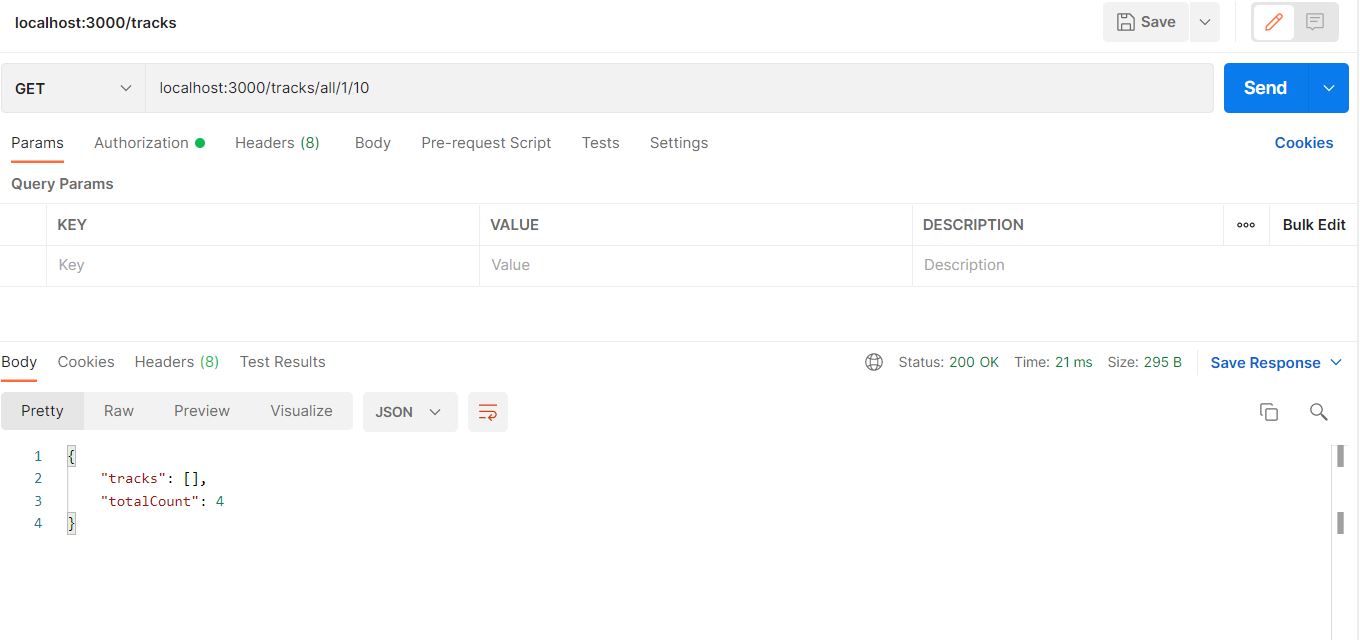 localhost:3000/tracks
Save
GET
localhost:3000/tracks/all/1/10
Send
Params Authorization Headers (8) Body Pre-request Script Tests Settings Cookies
Query Params
KEY VALUE DESCRIPTION ooo Bulk Edit
Key Value Description
Body Cookies Headers (8) Test Results Status: 200 OK Time: 21 ms Size: 295 B Save Response
Pretty Raw Preview Visualize JSON
1 {
2 "tracks": [],
3 "totalCount": 4
4 }